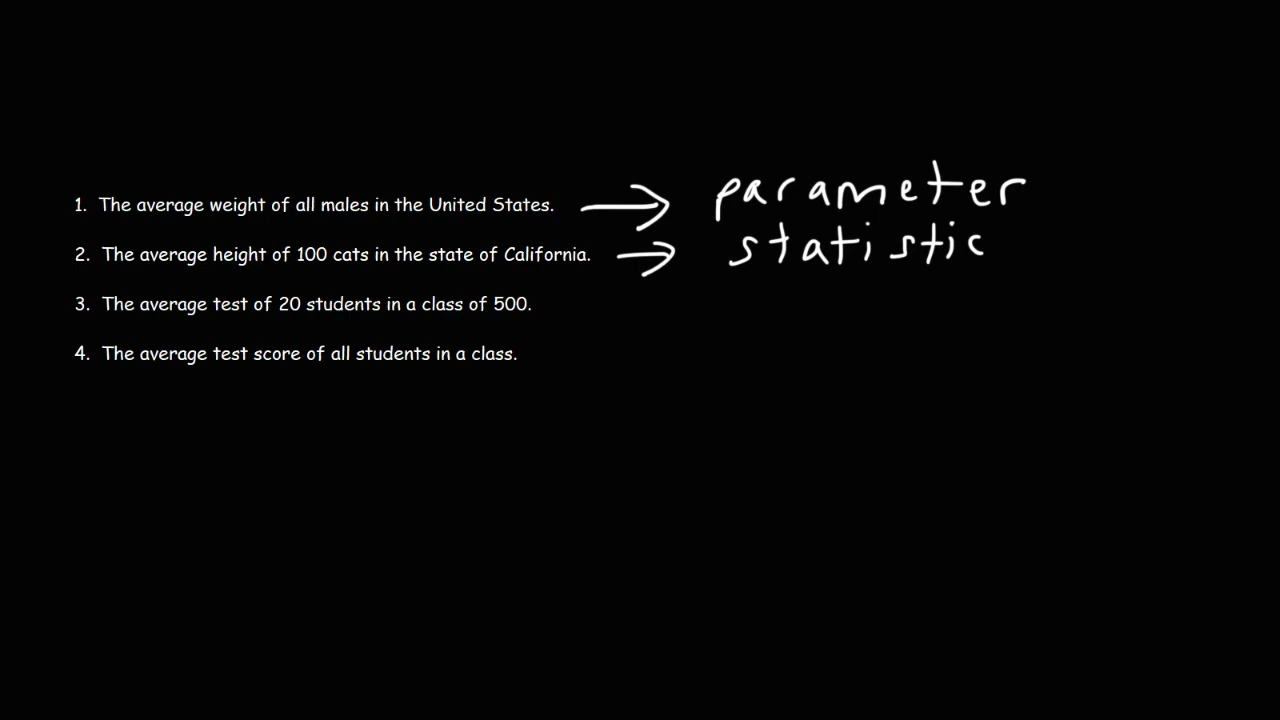 1. The average weight of all males in the United States. → parameter
2. The average height of 100 cats in the state of California. → statistic
3. The average test of 20 students in a class of 500.
4. The average test score of all students in a class.